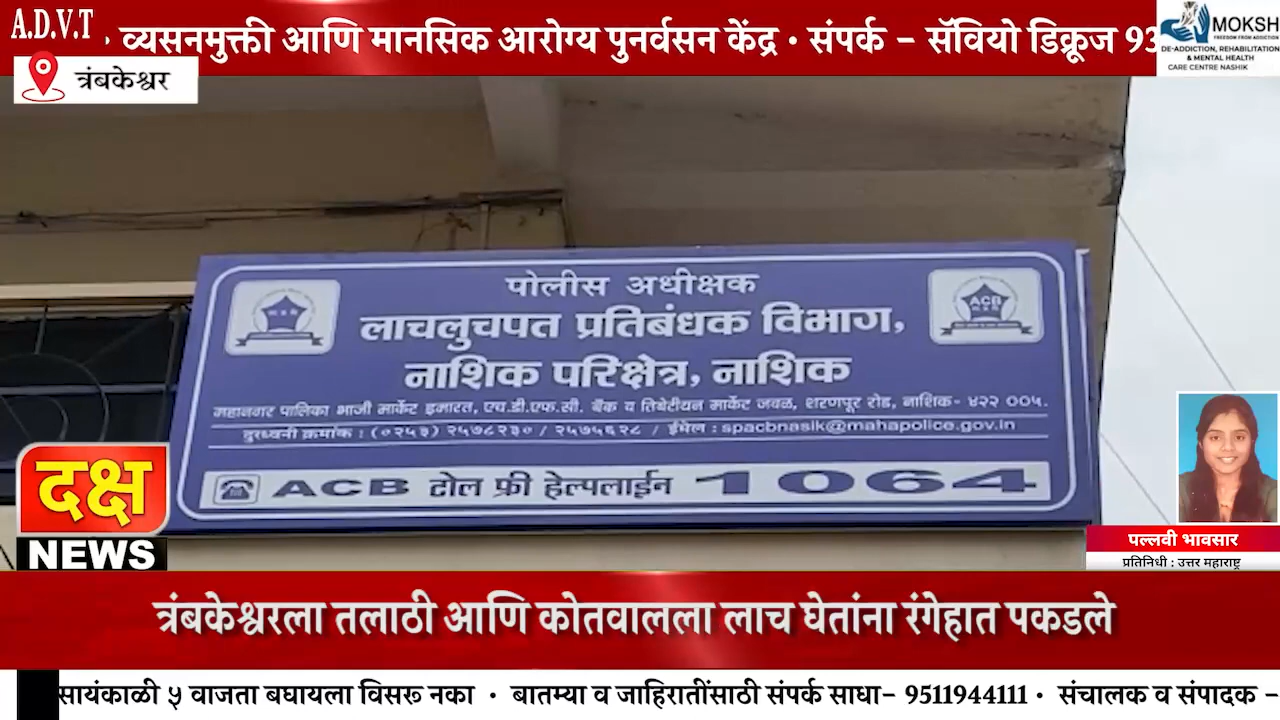 A.D.V.T
व्यसनमुक्ती आणि मानसिक आरोग्य पुनर्वसन केंद्र • संपर्क – सॅवियो डिक्रूज 93
MOKSH
FREEDOM FROM ADDICTION
DE-ADDICTION, REHABILITATION
& MENTAL HEALTH
CARE CENTRE NASHIK
त्रंबकेश्वर
पोलीस अधीक्षक
लाचलुचपत प्रतिबंधक विभाग,
नाशिक परिक्षेत्र, नाशिक
महानगर पालिका भाजी मार्केट इमारत, एच.डी.एफ.सी. बँक व तिबेटीयन मार्केट जवळ, शरणपूर रोड, नाशिक- ४२२ ००५.
दुरध्वनी क्रमांक : (०२५३) २५७८२३० / २५७५६२८ / ईमेल : spacbnasik@mahapolice.gov.in
ACB टोल फ्री हेल्पलाईन 1064
ACB
दक्ष
NEWS
पल्लवी भावसार
प्रतिनिधी : उत्तर महाराष्ट्र
त्रंबकेश्वरला तलाठी आणि कोतवालला लाच घेतांना रंगेहात पकडले
सायंकाळी ५ वाजता बघायला विसरू नका • बातम्या व जाहिरातींसाठी संपर्क साधा– 9511944111 • संचालक व संपादक –